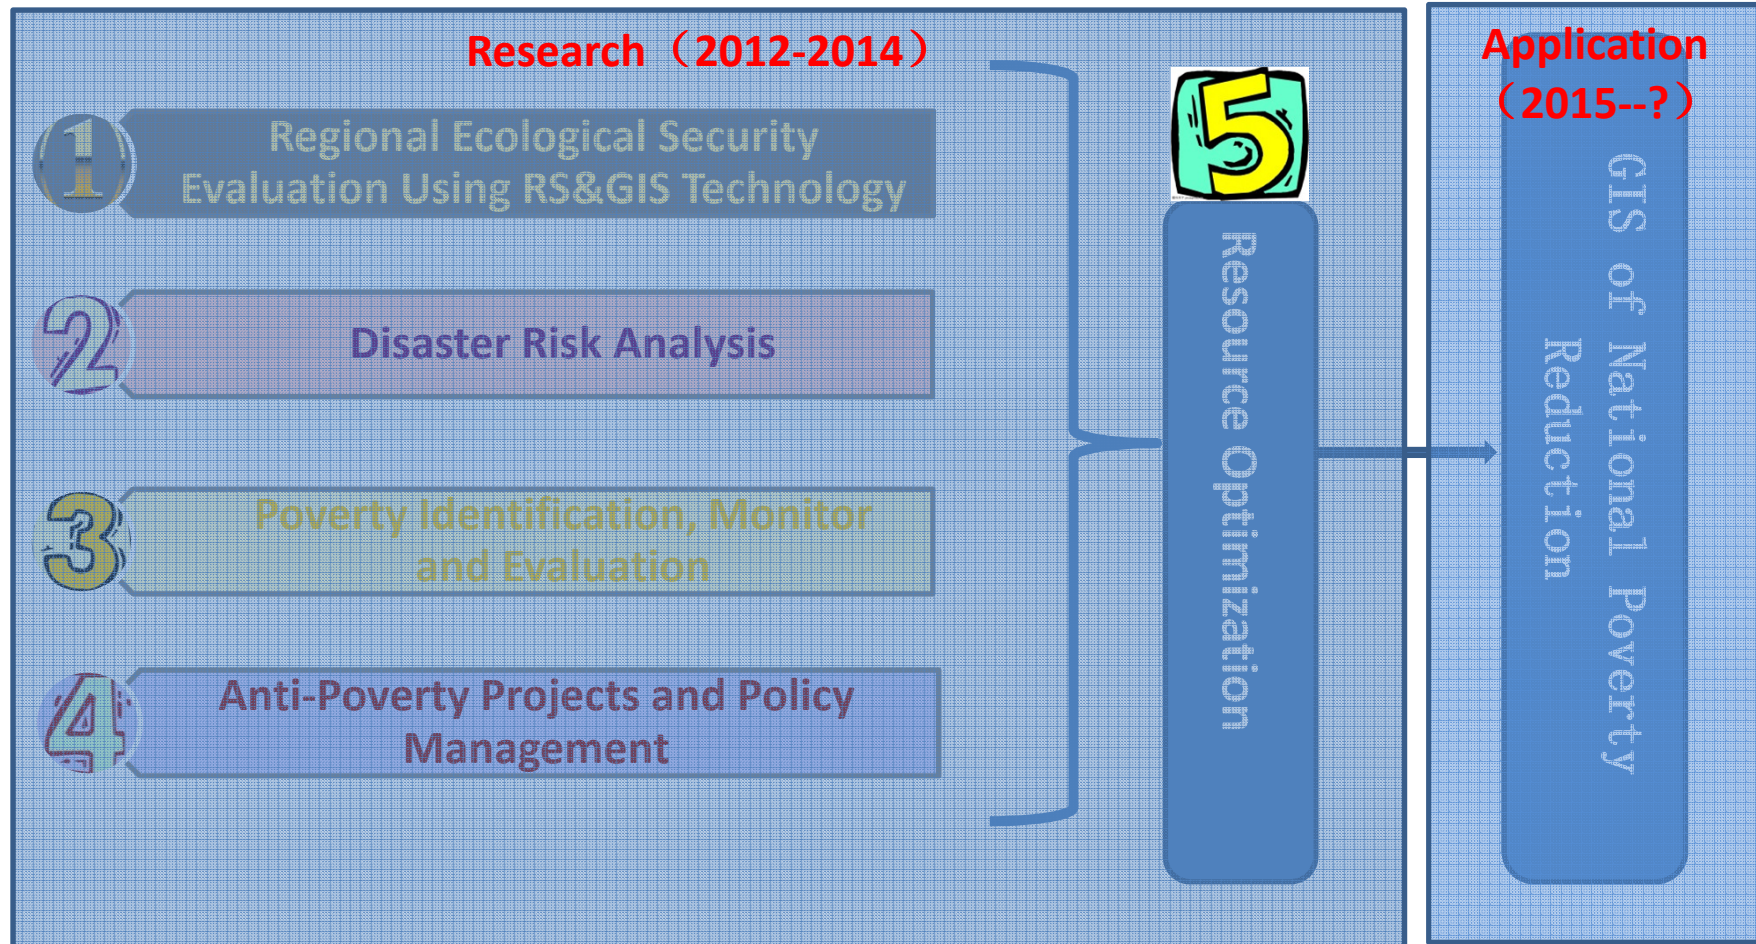 Research（2012-2014）
1
Regional Ecological Security
Evaluation Using RS&GIS Technology
2
Disaster Risk Analysis
3
Poverty Identification, Monitor
and Evaluation
4
Anti-Poverty Projects and Policy
Management
5
Resource Optimization
Application
（2015--?）
GIS of National Poverty
Reduction